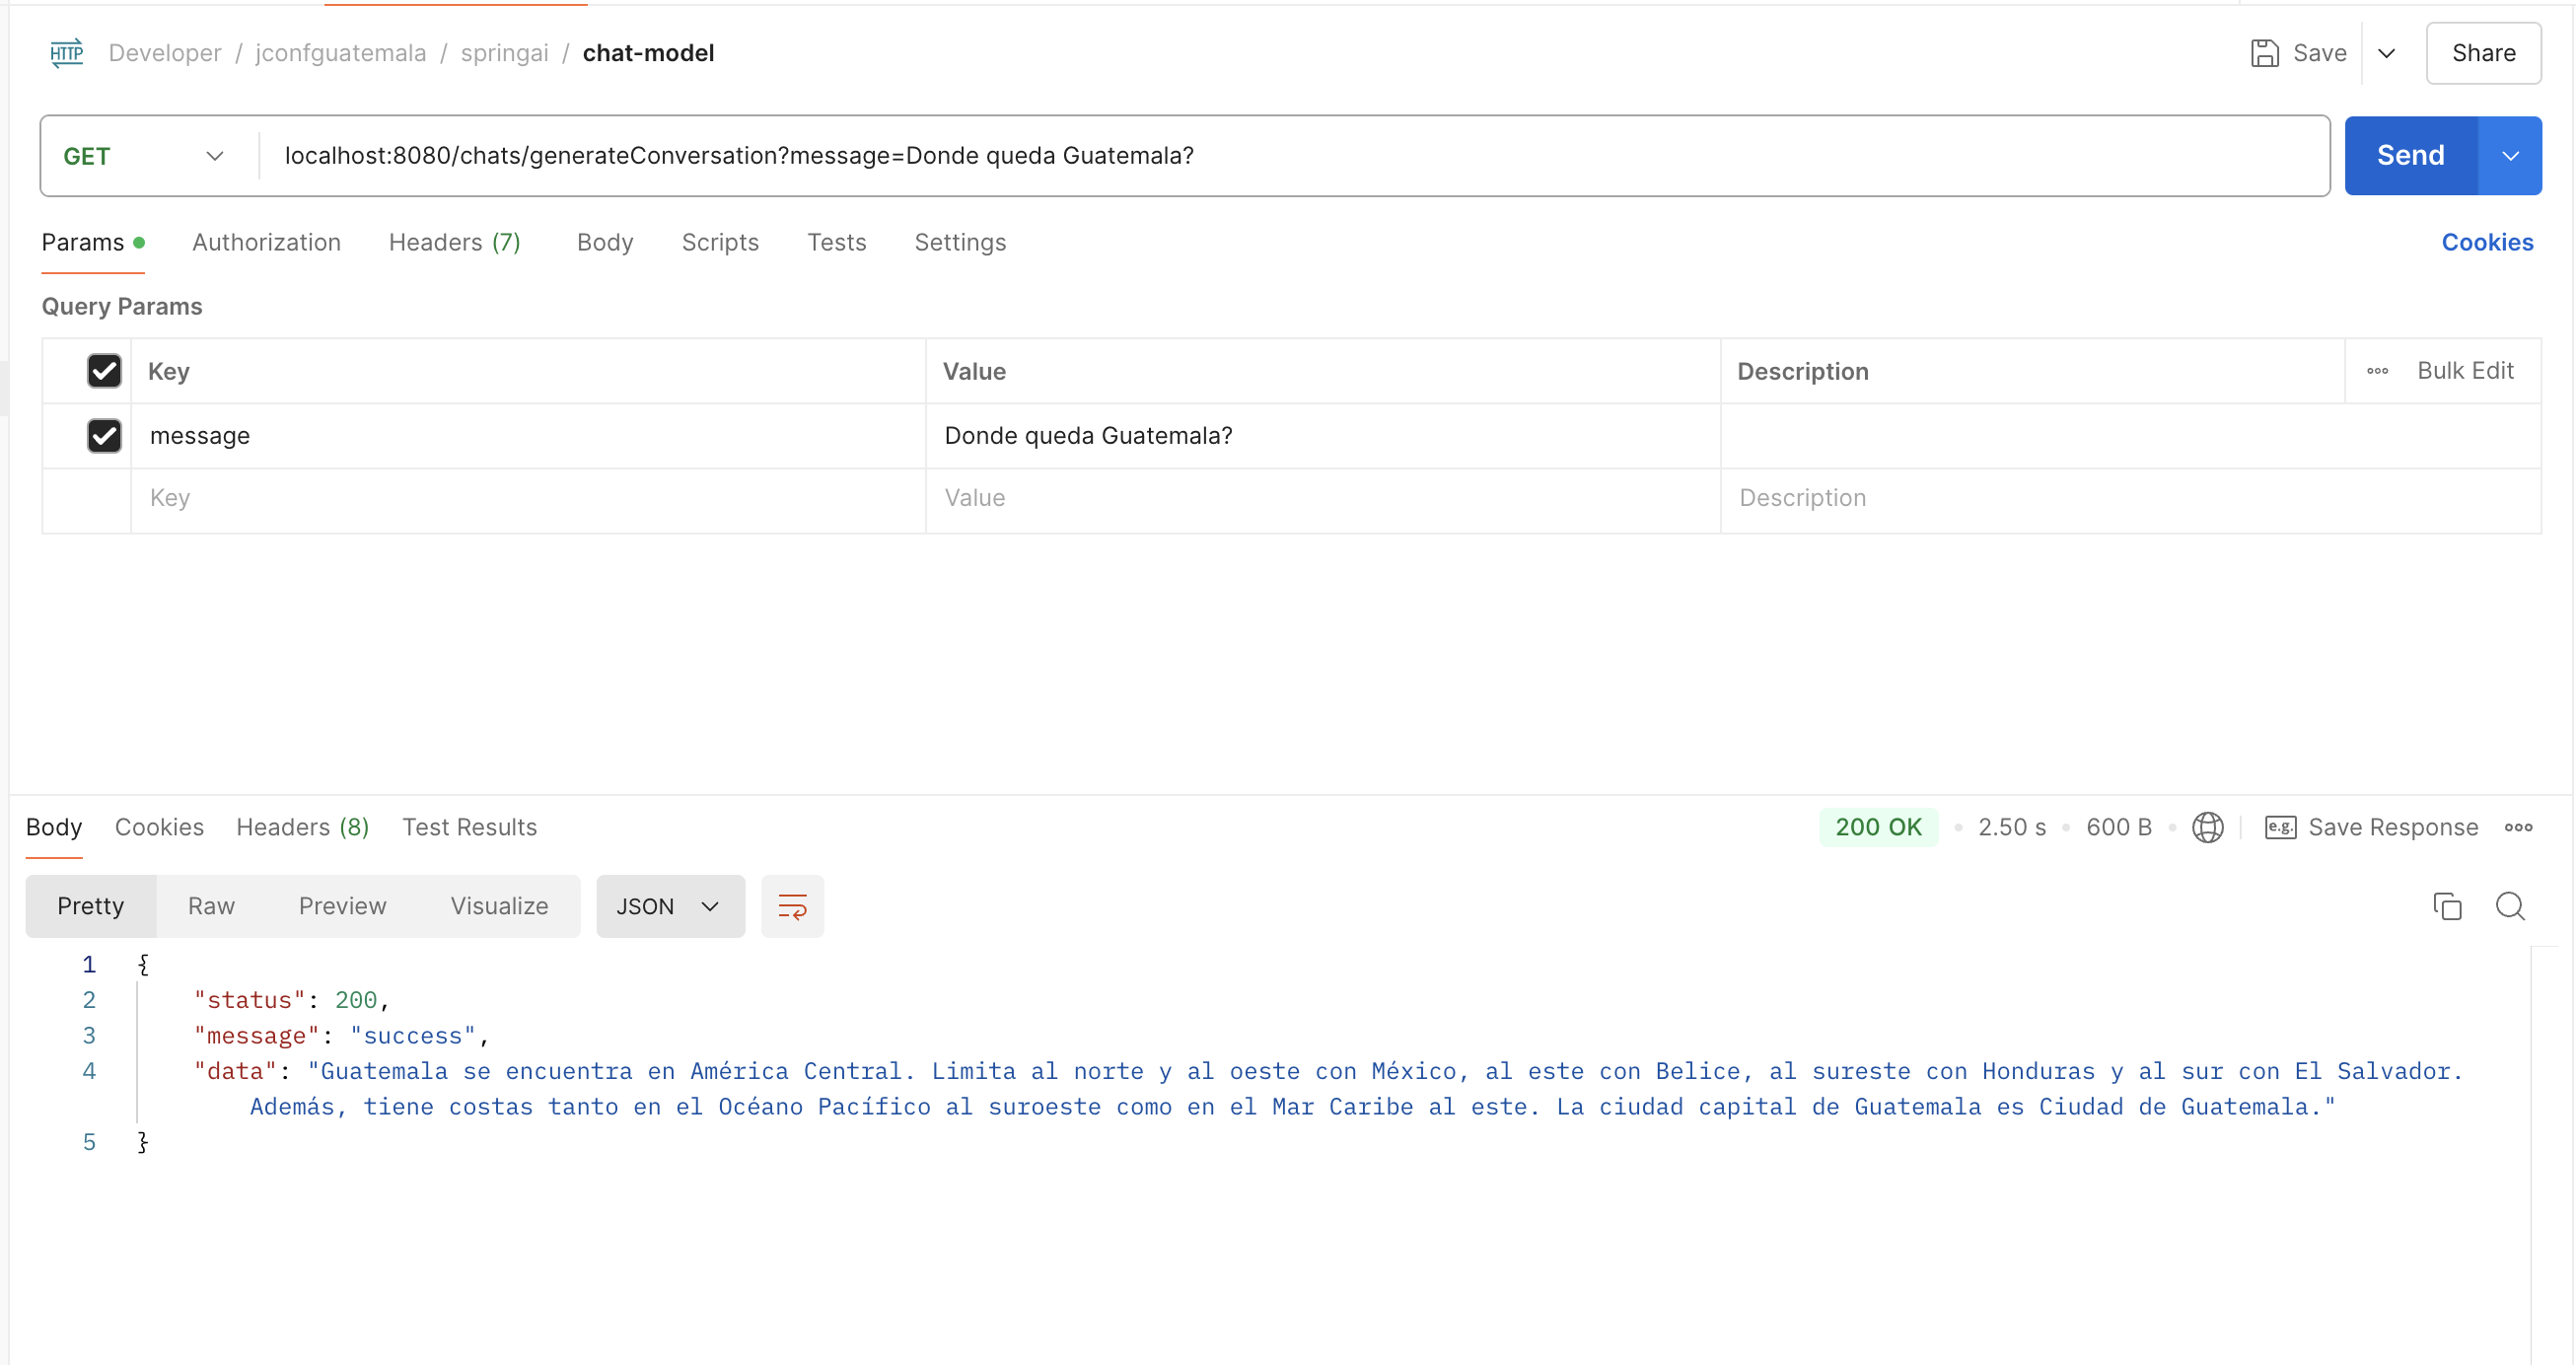 HTTP Developer / jconfguatemala / springai / chat-model Save Share
GET localhost:8080/chats/generateConversation?message=Donde queda Guatemala? Send
Params Authorization Headers (7) Body Scripts Tests Settings Cookies
Query Params
Key Value Description Bulk Edit
message Donde queda Guatemala?
Key Value Description
Body Cookies Headers (8) Test Results 200 OK 2.50 s 600 B e.g. Save Response
Pretty Raw Preview Visualize JSON
1 {
2 "status": 200,
3 "message": "success",
4 "data": "Guatemala se encuentra en América Central. Limita al norte y al oeste con México, al este con Belice, al sureste con Honduras y al sur con El Salvador.
Además, tiene costas tanto en el Océano Pacífico al suroeste como en el Mar Caribe al este. La ciudad capital de Guatemala es Ciudad de Guatemala."
5 }